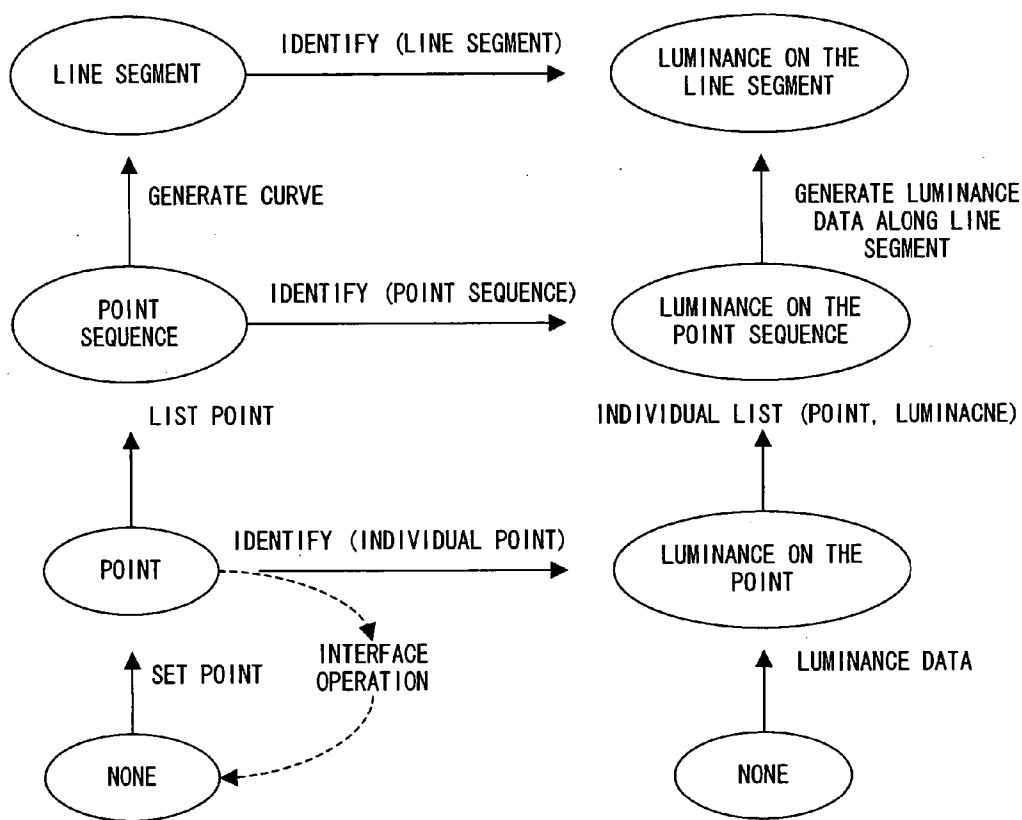 LINE SEGMENT
IDENTIFY (LINE SEGMENT)
LUMINANCE ON THE
LINE SEGMENT
GENERATE CURVE
GENERATE LUMINANCE
DATA ALONG LINE
SEGMENT
POINT
SEQUENCE
IDENTIFY (POINT SEQUENCE)
LUMINANCE ON THE
POINT SEQUENCE
LIST POINT
INDIVIDUAL LIST (POINT, LUMINACNE)
POINT
IDENTIFY (INDIVIDUAL POINT)
LUMINANCE ON THE
POINT
SET POINT
INTERFACE
OPERATION
LUMINANCE DATA
NONE
NONE